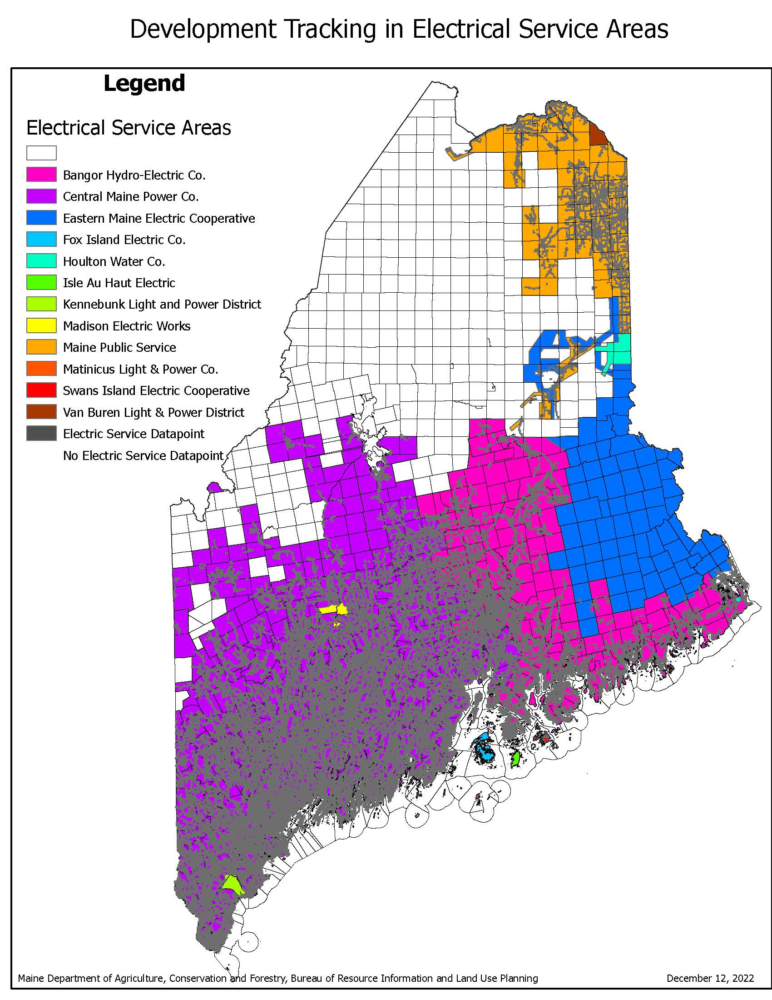 Development Tracking in Electrical Service Areas
Legend
Electrical Service Areas
Bangor Hydro-Electric Co.
Central Maine Power Co.
Eastern Maine Electric Cooperative
Fox Island Electric Co.
Houlton Water Co.
Isle Au Haut Electric
Kennebunk Light and Power District
Madison Electric Works
Maine Public Service
Matinicus Light & Power Co.
Swans Island Electric Cooperative
Van Buren Light & Power District
Electric Service Datapoint
No Electric Service Datapoint
Maine Department of Agriculture, Conservation and Forestry, Bureau of Resource Information and Land Use Planning
December 12, 2022